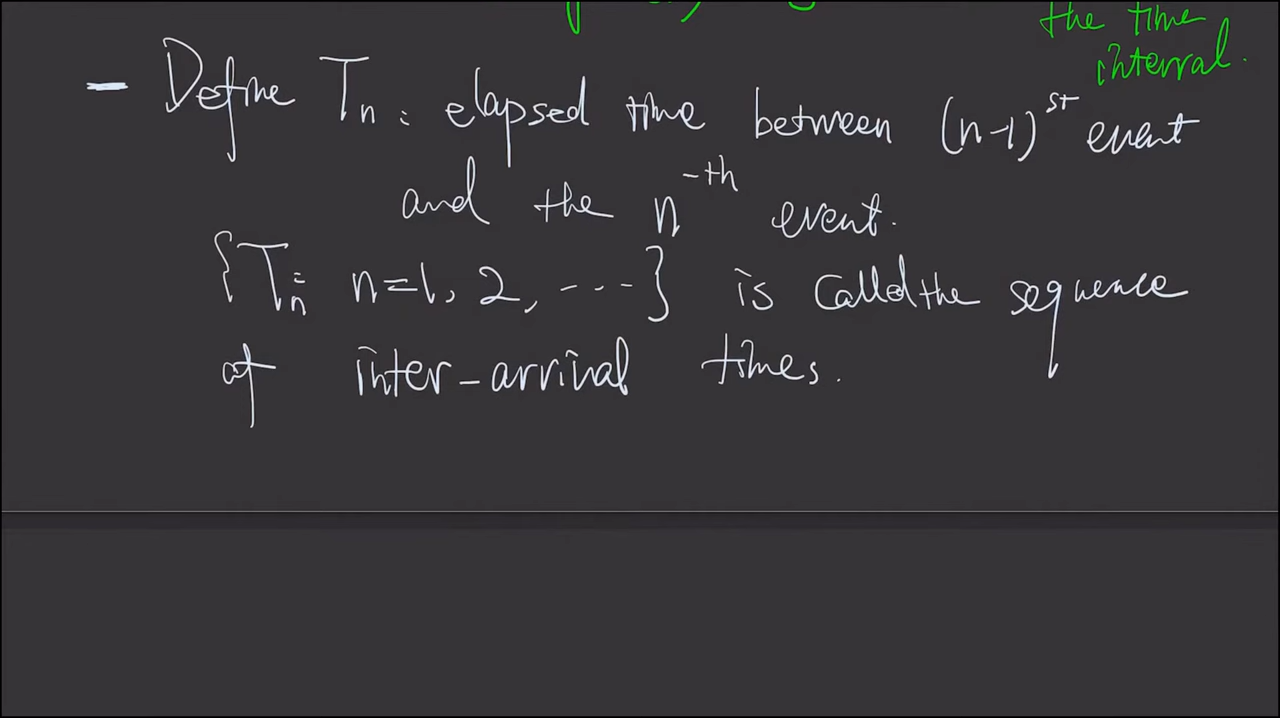 the time
interval.
- Define Tn: elapsed time between (n-1)st event
and the n-th event.
{Tn: n=1, 2, ...} is called the sequence
of inter-arrival times.